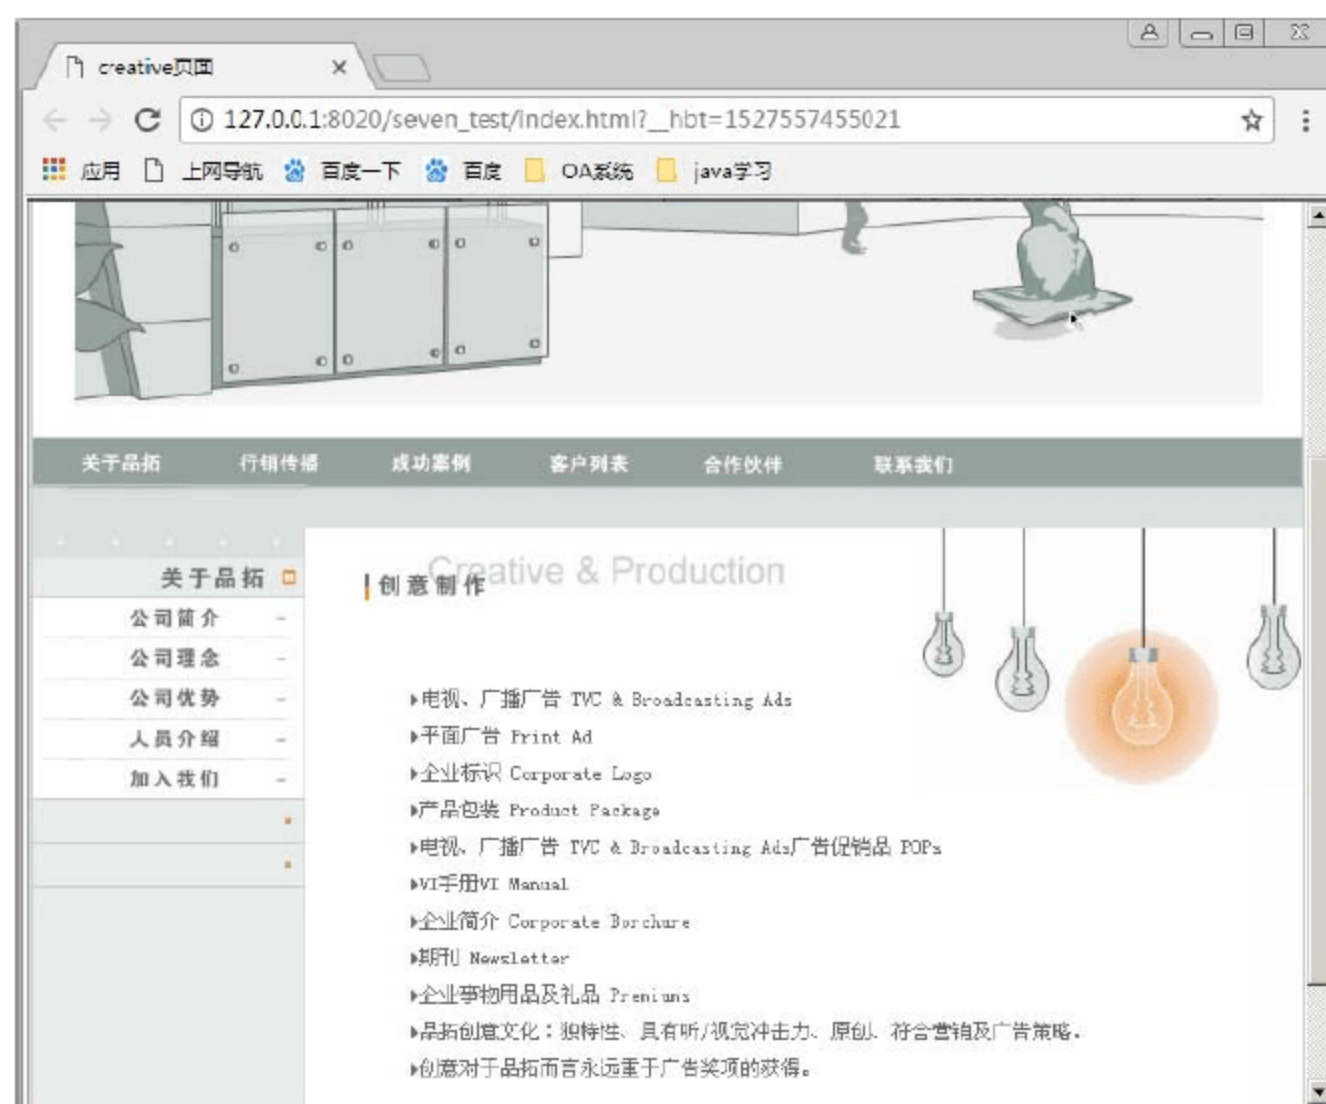 creative页面
127.0.0.1:8020/seven_test/index.html?__hbt=1527557455021
应用 上网导航 百度一下 百度 OA系统 java学习
关于品拓 行销传播 成功案例 客户列表 合作伙伴 联系我们
关于品拓
公司简介
公司理念
公司优势
人员介绍
加入我们
Creative & Production
创意制作
电视、广播广告 TVC & Broadcasting Ads
平面广告 Print Ad
企业标识 Corporate Logo
产品包装 Product Package
电视、广播广告 TVC & Broadcasting Ads广告促销品 POPs
VI手册VI Manual
企业简介 Corporate Borchure
期刊 Newsletter
企业事物用品及礼品 Premiums
品拓创意文化：独特性、具有听/视觉冲击力、原创、符合营销及广告策略.
创意对于品拓而言永远重于广告奖项的获得。